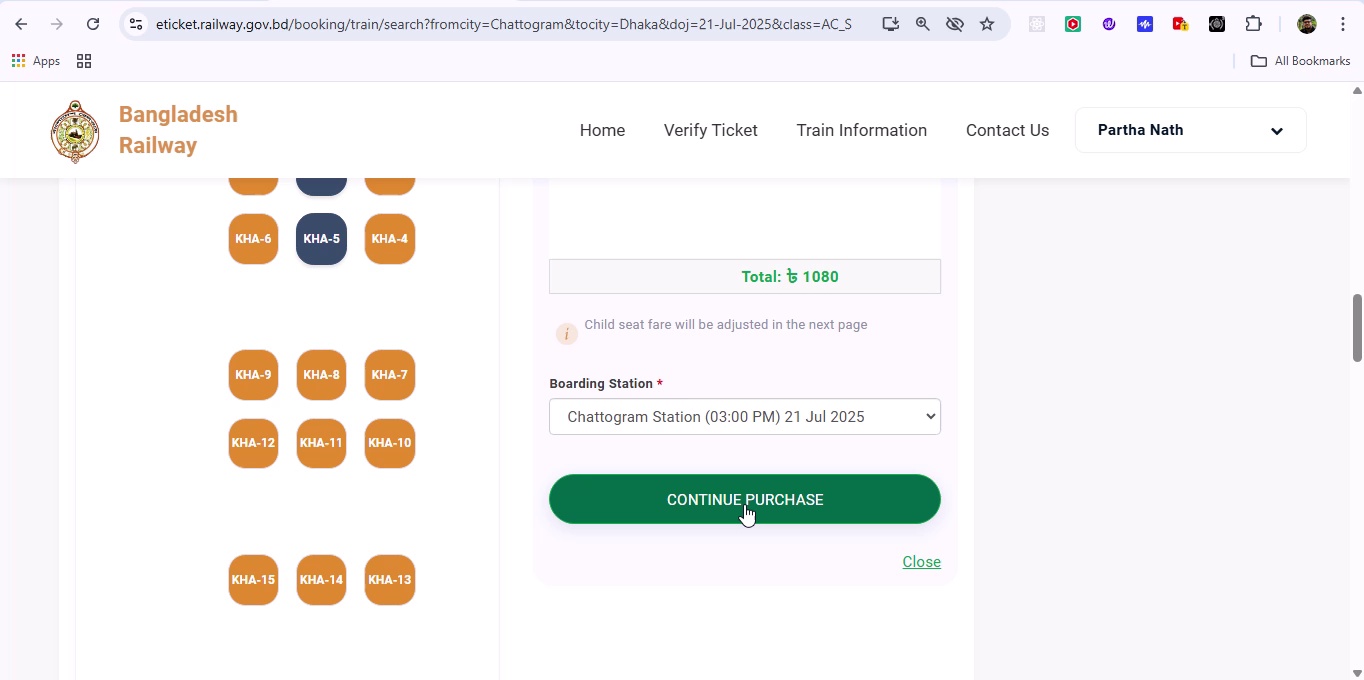 eticket.railway.gov.bd/booking/train/search?fromcity=Chattogram&tocity=Dhaka&doj=21-Jul-2025&class=AC_S
Apps
All Bookmarks
Bangladesh
Railway
Home
Verify Ticket
Train Information
Contact Us
Partha Nath
KHA-6
KHA-5
KHA-4
Total: ৳ 1080
i
Child seat fare will be adjusted in the next page
KHA-9
KHA-8
KHA-7
Boarding Station *
Chattogram Station (03:00 PM) 21 Jul 2025
KHA-12
KHA-11
KHA-10
CONTINUE PURCHASE
Close
KHA-15
KHA-14
KHA-13